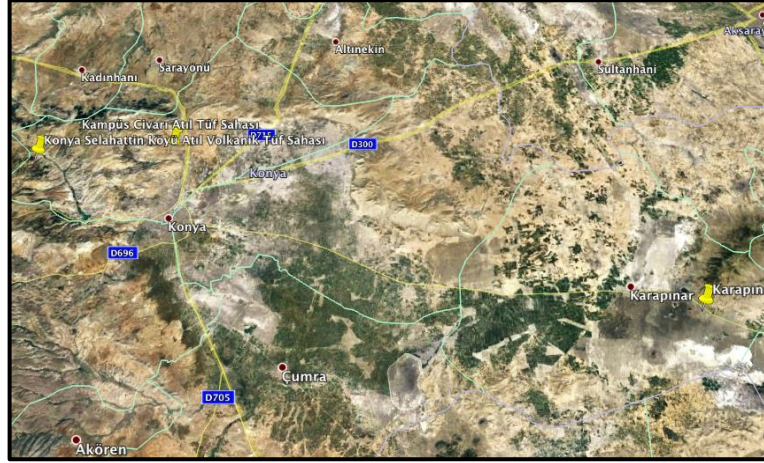 Aksaray
Altınekin
Sarayönü
Kadınhanı
Sultanhanı
Kampüs Civarı Atıl Tüf Sahası
Konya Selahattin Köyü Atıl Volkanik Tüf Sahası
D300
Konya
Konya
D696
Karapınar
Karapın
Çumra
D705
Akören